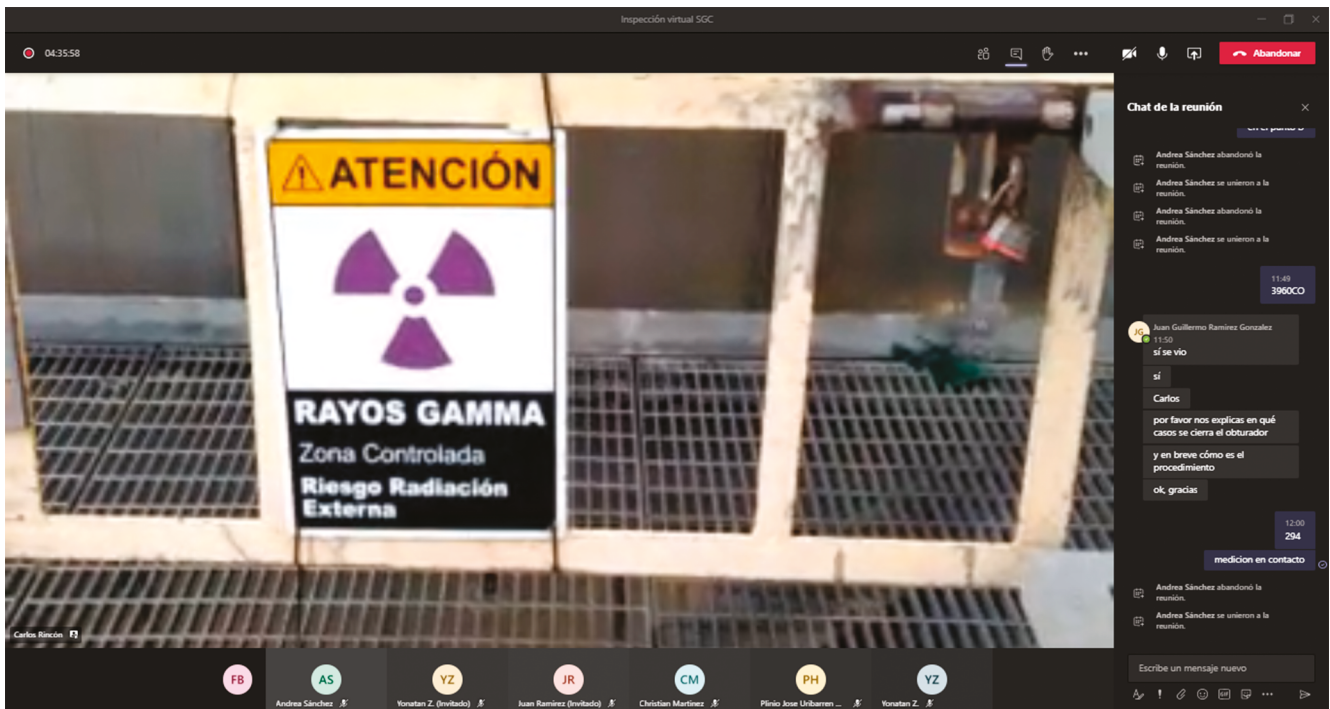 Inspección virtual SGC
04:35:58
Abandonar
ATENCIÓN
RAYOS GAMMA
Zona Controlada
Riesgo Radiación
Externa
Carlos Rincón
FB
AS
Andrea Sánchez
YZ
Yonatan Z. (Invitado)
JR
Juan Ramirez (Invitado)
CM
Christian Martinez
PH
Plinio Jose Uribarren ...
YZ
Yonatan Z.
Chat de la reunión
Andrea Sánchez abandonó la
reunión.
Andrea Sánchez se unieron a la
reunión.
Andrea Sánchez abandonó la
reunión.
Andrea Sánchez se unieron a la
reunión.
11:49
3960CO
JG
Juan Guillermo Ramirez Gonzalez
11:50
sí se vio
sí
Carlos
por favor nos explicas en qué
casos se cierra el obturador
y en breve cómo es el
procedimiento
ok, gracias
12:00
294
medicion en contacto
Andrea Sánchez abandonó la
reunión.
Andrea Sánchez se unieron a la
reunión.
Escribe un mensaje nuevo
GIF